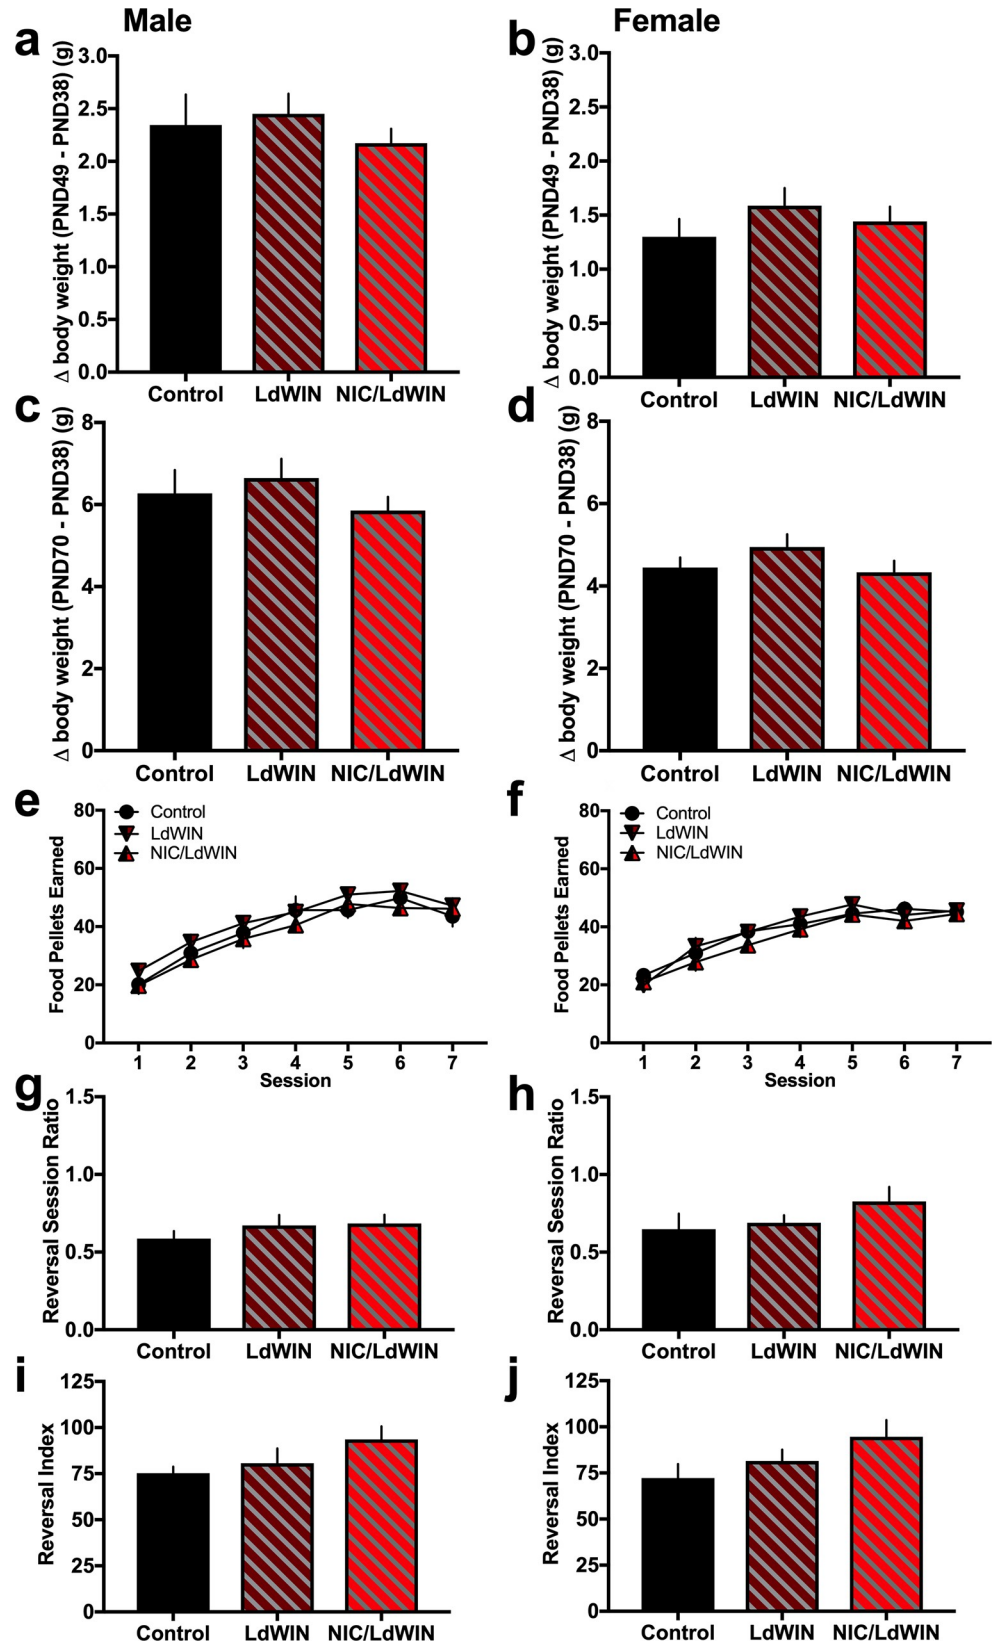 Male
Female
a
b
Δ body weight (PND49 - PND38) (g)
3.0
2.5
2.0
1.5
1.0
0.5
0.0
Control LdWIN NIC/LdWIN
Δ body weight (PND49 - PND38) (g)
3.0
2.5
2.0
1.5
1.0
0.5
0.0
Control LdWIN NIC/LdWIN
c
d
Δ body weight (PND70 - PND38) (g)
8
6
4
2
0
Control LdWIN NIC/LdWIN
Δ body weight (PND70 - PND38) (g)
8
6
4
2
0
Control LdWIN NIC/LdWIN
e
f
Food Pellets Earned
80
60
40
20
0
Control
LdWIN
NIC/LdWIN
1 2 3 4 5 6 7
Session
Food Pellets Earned
80
60
40
20
0
Control
LdWIN
NIC/LdWIN
1 2 3 4 5 6 7
Session
g
h
Reversal Session Ratio
1.5
1.0
0.5
0.0
Control LdWIN NIC/LdWIN
Reversal Session Ratio
1.5
1.0
0.5
0.0
Control LdWIN NIC/LdWIN
i
j
Reversal Index
125
100
75
50
25
0
Control LdWIN NIC/LdWIN
Reversal Index
125
100
75
50
25
0
Control LdWIN NIC/LdWIN